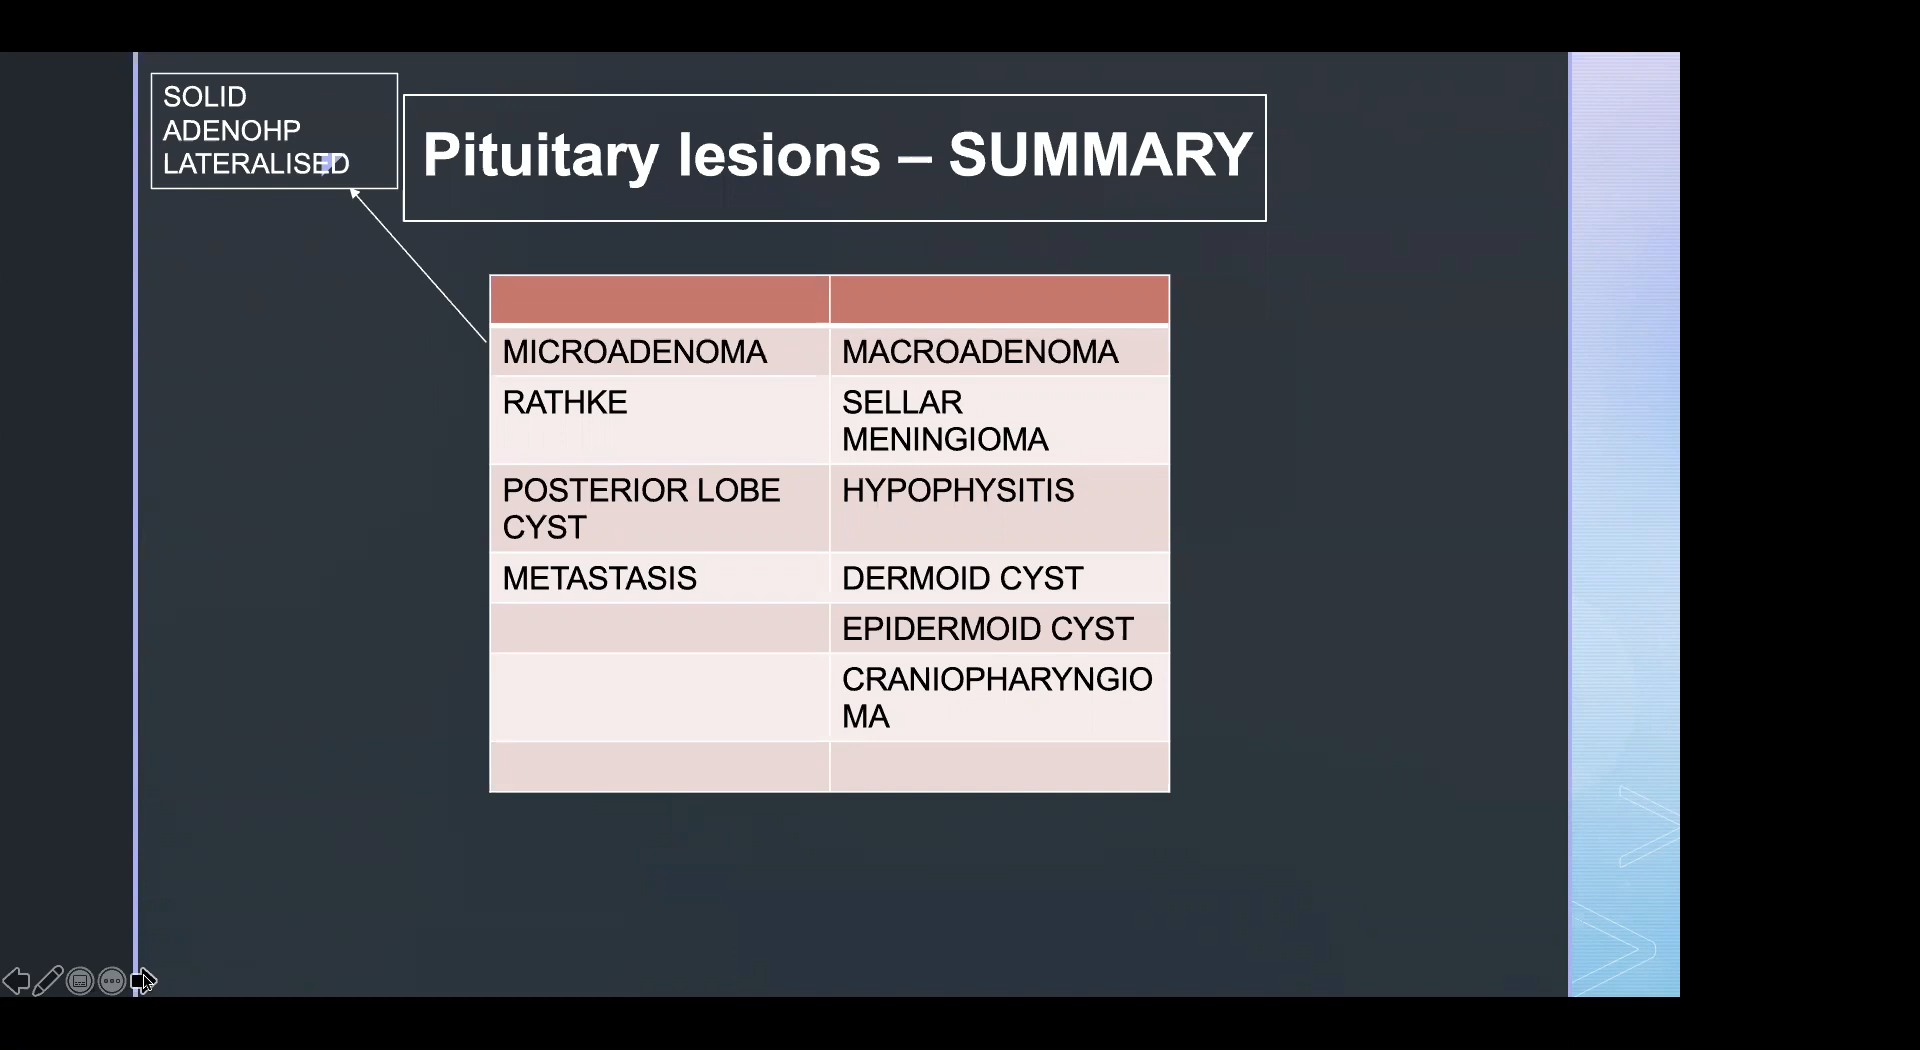 SOLID
ADENOHP
LATERALISED
Pituitary lesions – SUMMARY
MICROADENOMA
MACROADENOMA
RATHKE
SELLAR
MENINGIOMA
POSTERIOR LOBE
CYST
HYPOPHYSITIS
METASTASIS
DERMOID CYST
EPIDERMOID CYST
CRANIOPHARYNGIO
MA